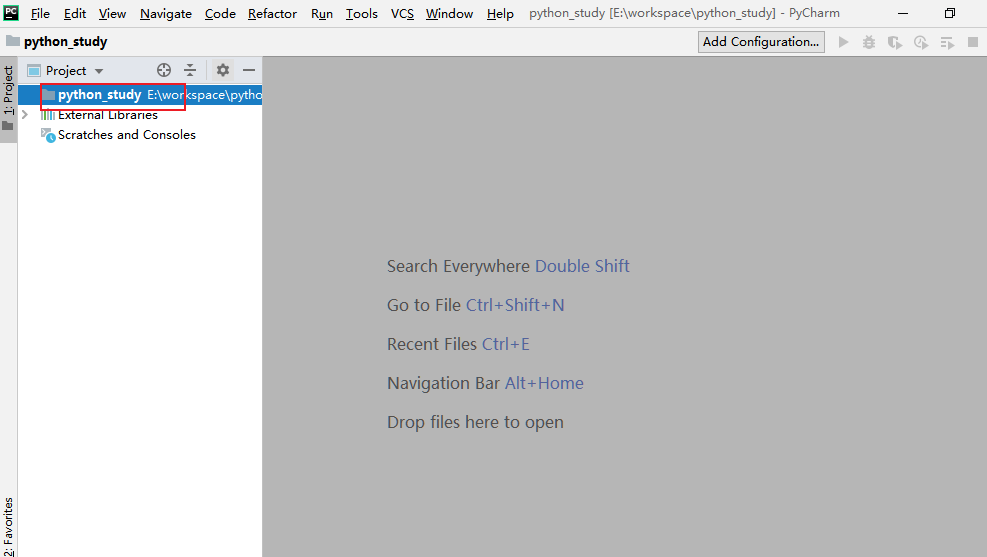 PC File Edit View Navigate Code Refactor Run Tools VCS Window Help python_study [E:\workspace\python_study] - PyCharm
python_study Add Configuration...
1: Project
Project
python_study E:\workspace\pytho
External Libraries
Scratches and Consoles
Search Everywhere Double Shift
Go to File Ctrl+Shift+N
Recent Files Ctrl+E
Navigation Bar Alt+Home
Drop files here to open
2: Favorites